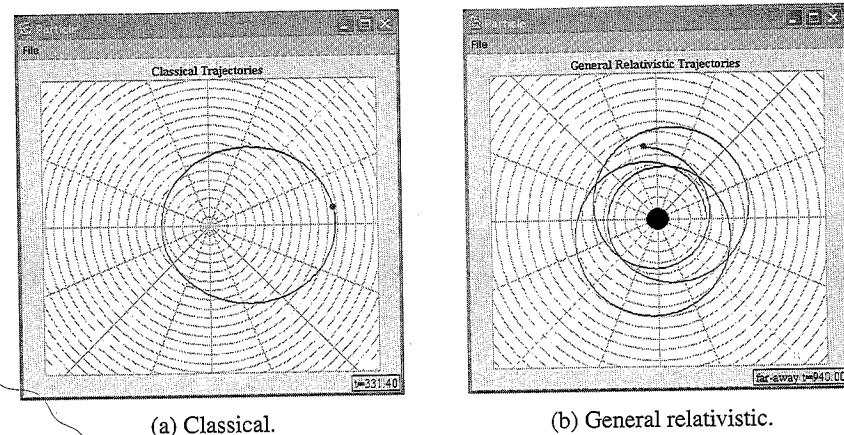 Particle
File
Classical Trajectories
t=331.40
(a) Classical.
Particle
File
General Relativistic Trajectories
far-away t=940.00
(b) General relativistic.